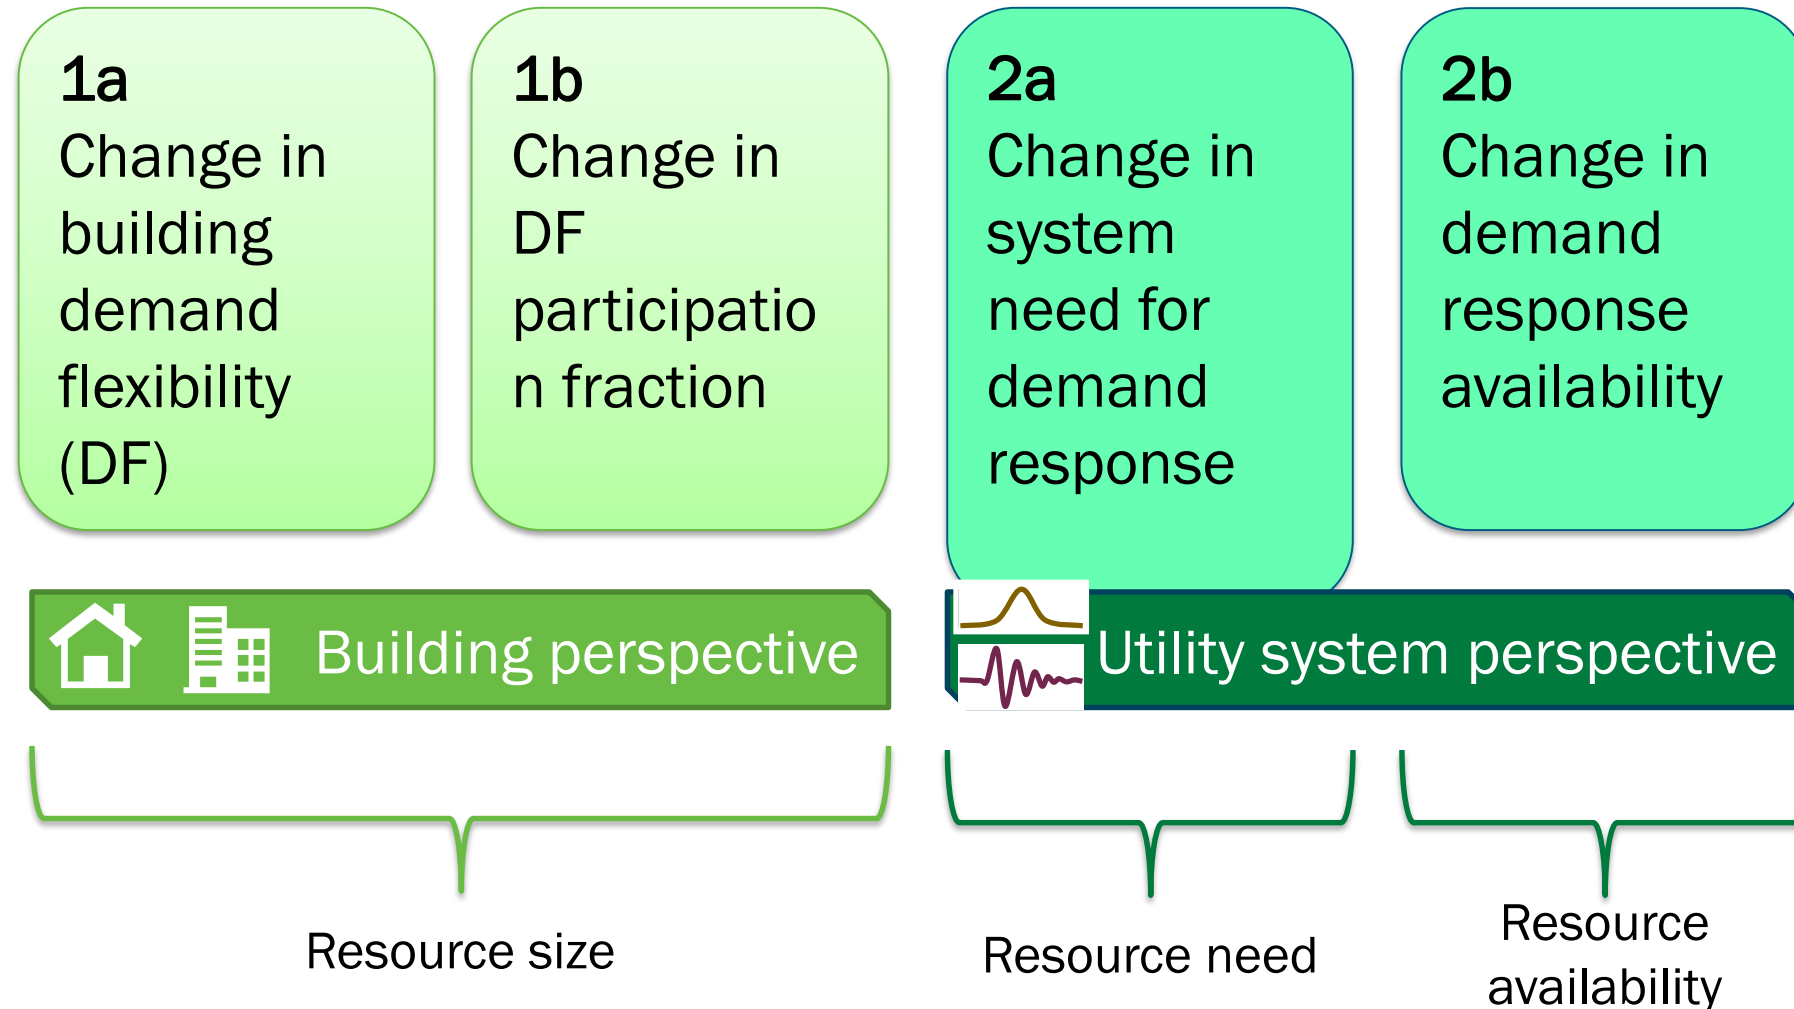 1a
Change in
building
demand
flexibility
(DF)
1b
Change in
DF
participatio
n fraction
2a
Change in
system
need for
demand
response
2b
Change in
demand
response
availability
Building perspective
Utility system perspective
Resource size
Resource need
Resource
availability